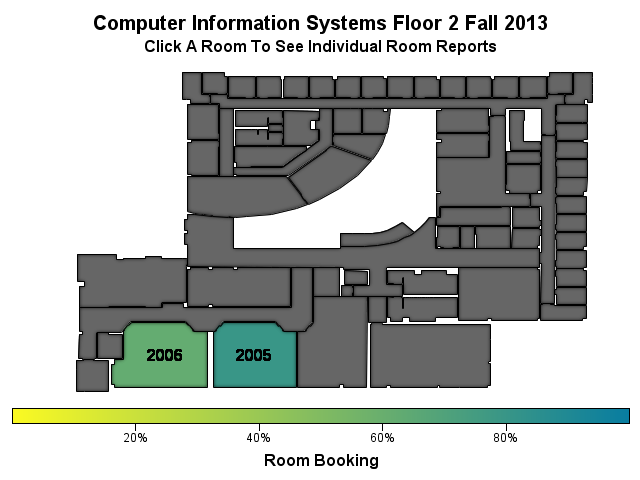 Computer Information Systems Floor 2 Fall 2013
Click A Room To See Individual Room Reports
2006
2005
20%
40%
60%
80%
Room Booking